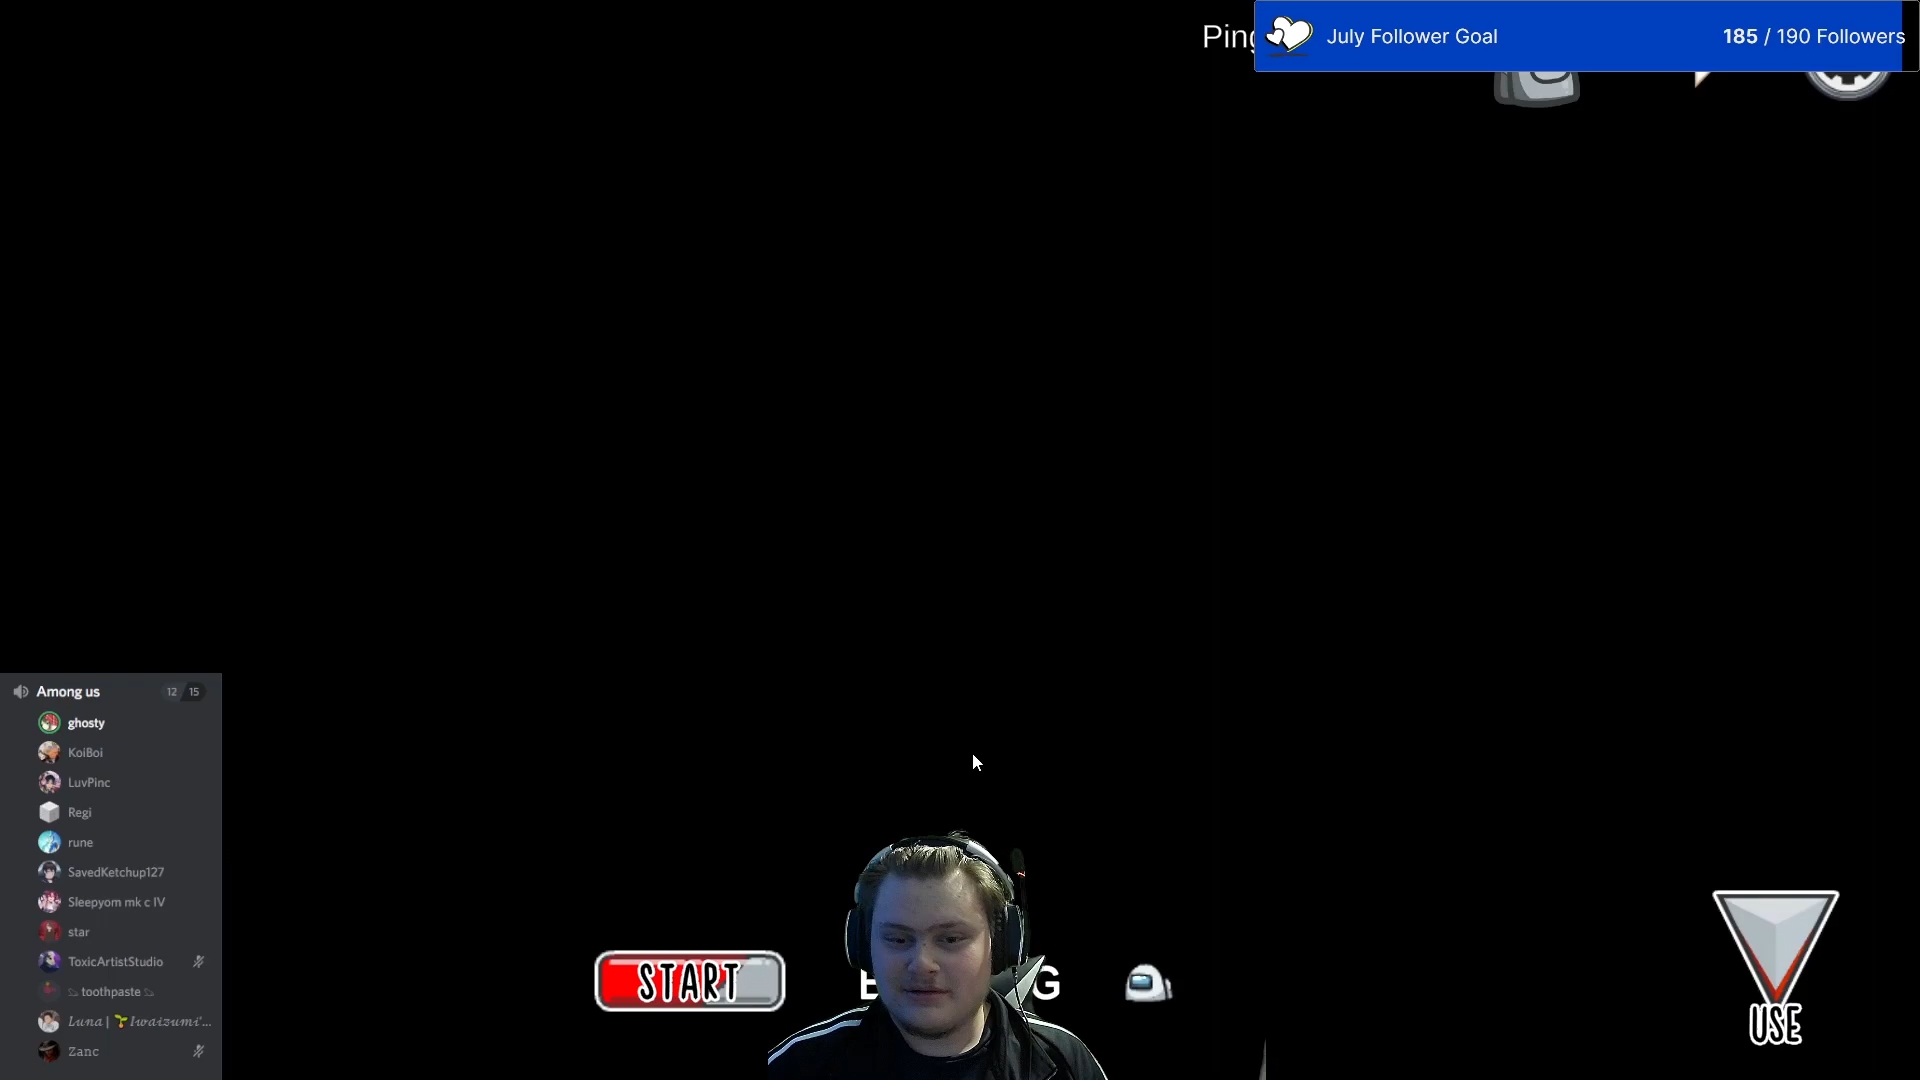 Ping
July Follower Goal
185 / 190 Followers
Among us
12 15
ghosty
KoiBoi
LuvPinc
Regi
rune
SavedKetchup127
Sleepyom mk c IV
star
ToxicArtistStudio
toothpaste
Luna | Iwaizumi'...
Zanc
START
USE